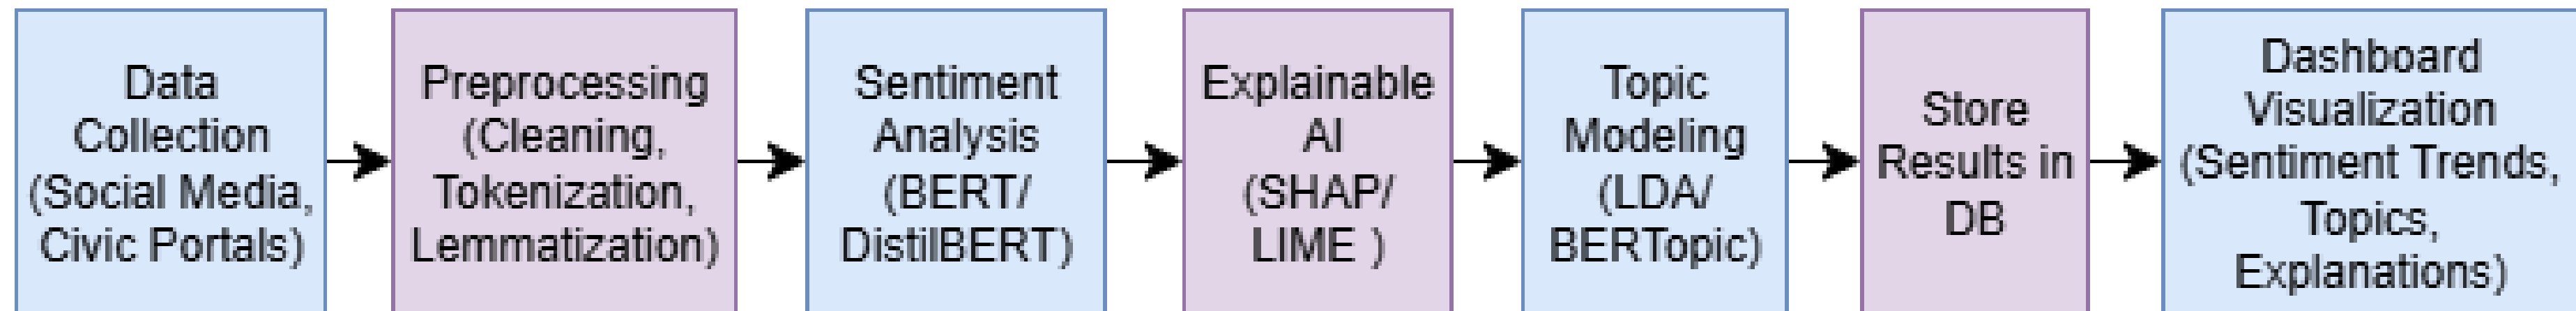 Data
Collection
(Social Media,
Civic Portals)
Preprocessing
(Cleaning,
Tokenization,
Lemmatization)
Sentiment
Analysis
(BERT/
DistilBERT)
Explainable
AI
(SHAP/
LIME )
Topic
Modeling
(LDA/
BERTopic)
Store
Results in
DB
Dashboard
Visualization
(Sentiment Trends,
Topics,
Explanations)